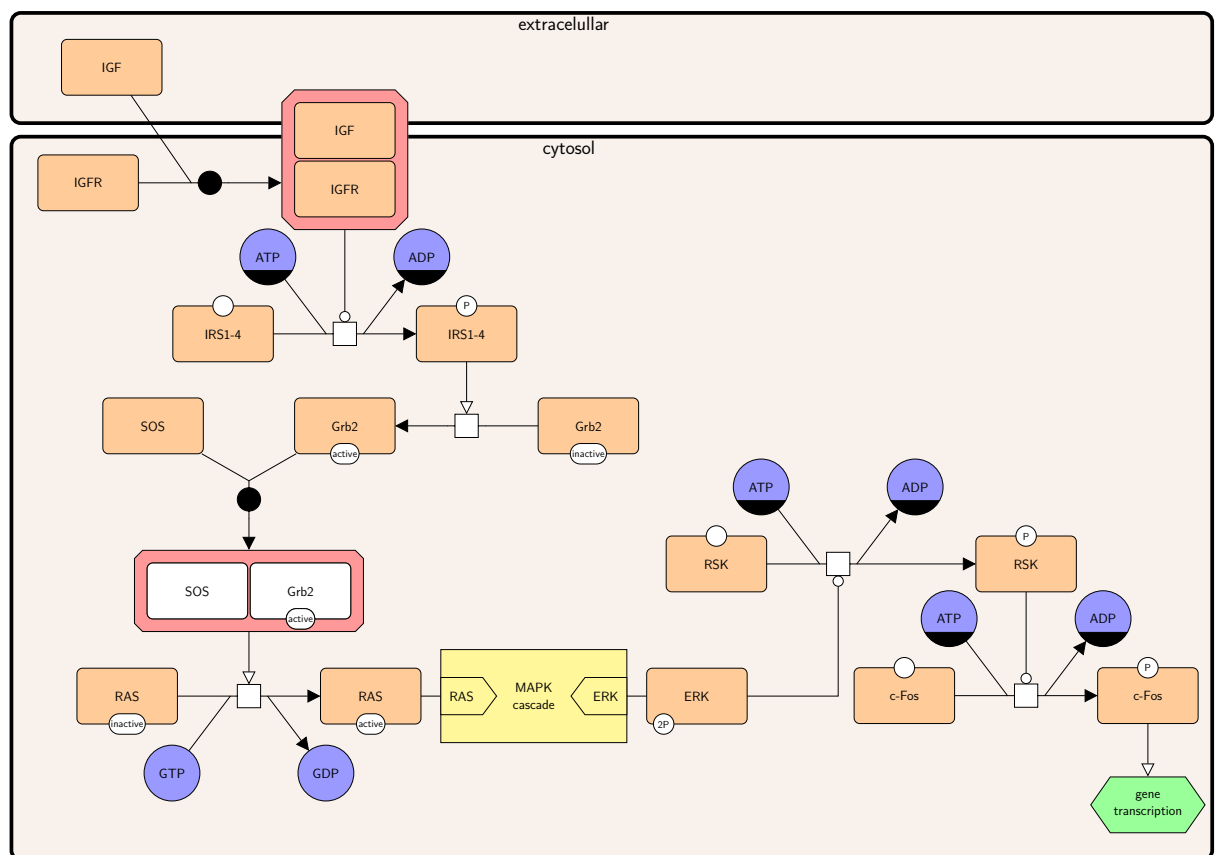 extracelullar
IGF
IGF
cytosol
IGFR
IGFR
ATP
ADP
P
IRS1-4
IRS1-4
SOS
Grb2
active
Grb2
inactive
ATP
ADP
P
RSK
RSK
SOS
Grb2
active
ATP
ADP
RAS
inactive
RAS
active
RAS
MAPK
cascade
ERK
ERK
2P
c-Fos
P
c-Fos
GTP
GDP
gene
transcription